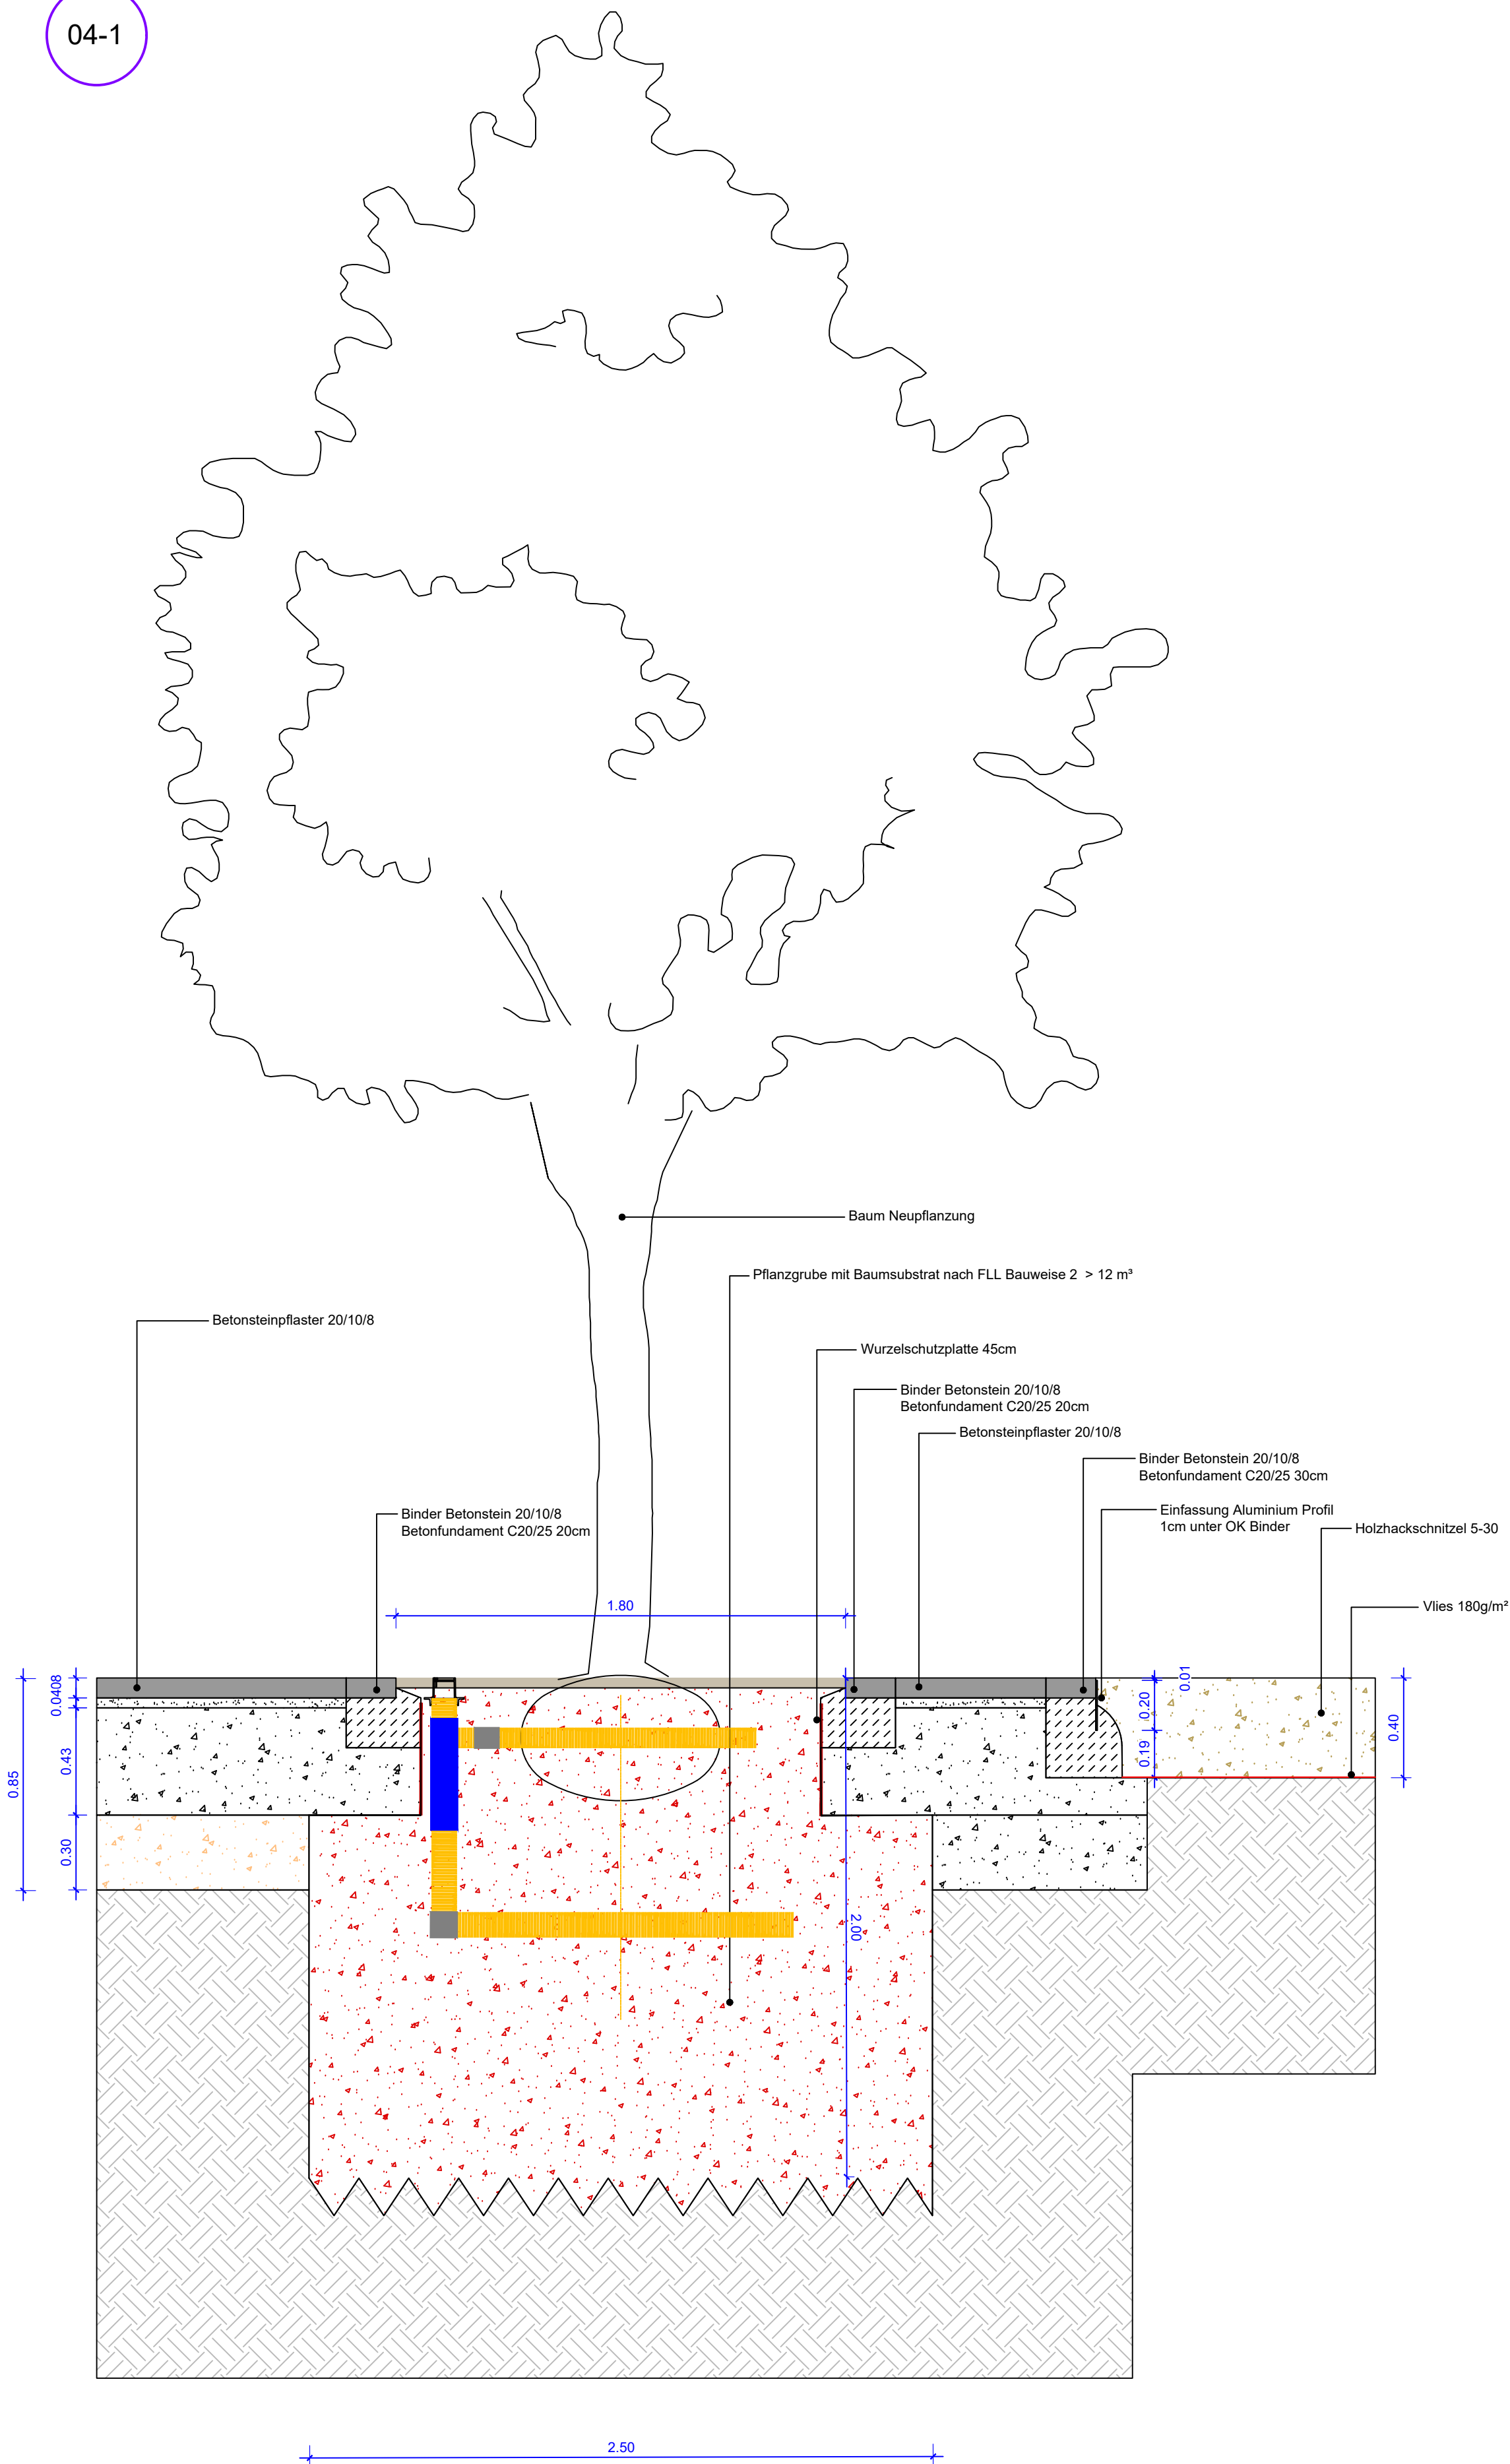 04-1
Baum Neupflanzung
Pflanzgrube mit Baumsubstrat nach FLL Bauweise 2 > 12 m³
Betonsteinpflaster 20/10/8
Wurzelschutzplatte 45cm
Binder Betonstein 20/10/8
Betonfundament C20/25 20cm
Betonsteinpflaster 20/10/8
Binder Betonstein 20/10/8
Betonfundament C20/25 30cm
Einfassung Aluminium Profil
1cm unter OK Binder
Binder Betonstein 20/10/8
Betonfundament C20/25 20cm
Holzhackschnitzel 5-30
Vlies 180g/m²
1.80
0.0408
0.43
0.30
0.85
0.01
0.20
0.19
0.40
2.00
2.50